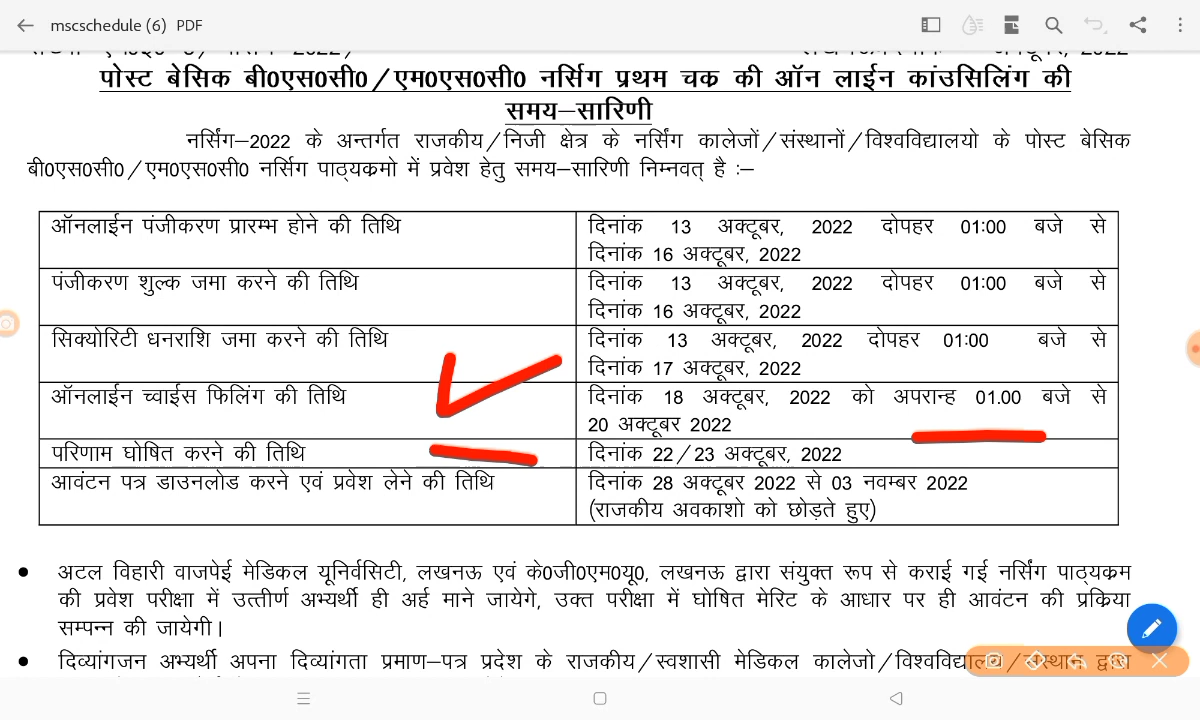 mscschedule (6) PDF
पोस्ट बेसिक बी0एस0सी0/एम0एस0सी0 नर्सिग प्रथम चक्र की ऑन लाईन कांउसिलिंग की
समय–सारिणी
नर्सिंग–2022 के अन्तर्गत राजकीय/निजी क्षेत्र के नर्सिंग कालेजों/संस्थानों/विश्वविद्यालयो के पोस्ट बेसिक
बी0एस0सी0/एम0एस0सी0 नर्सिग पाठ्यक्रमो में प्रवेश हेतु समय–सारिणी निम्नवत् है :–
ऑनलाईन पंजीकरण प्रारम्भ होने की तिथि
दिनांक 13 अक्टूबर, 2022 दोपहर 01:00 बजे से
दिनांक 16 अक्टूबर, 2022
पंजीकरण शुल्क जमा करने की तिथि
दिनांक 13 अक्टूबर, 2022 दोपहर 01:00 बजे से
दिनांक 16 अक्टूबर, 2022
सिक्योरिटी धनराशि जमा करने की तिथि
दिनांक 13 अक्टूबर, 2022 दोपहर 01:00 बजे से
दिनांक 17 अक्टूबर, 2022
ऑनलाईन च्वाईस फिलिंग की तिथि
दिनांक 18 अक्टूबर, 2022 को अपरान्ह 01.00 बजे से
20 अक्टूबर 2022
परिणाम घोषित करने की तिथि
दिनांक 22/23 अक्टूबर, 2022
आवंटन पत्र डाउनलोड करने एवं प्रवेश लेने की तिथि
दिनांक 28 अक्टूबर 2022 से 03 नवम्बर 2022
(राजकीय अवकाशो को छोड़ते हुए)
• अटल विहारी वाजपेई मेडिकल यूनिर्वसिटी, लखनऊ एवं के0जी0एम0यू0, लखनऊ द्वारा संयुक्त रूप से कराई गई नर्सिंग पाठ्यक्रम
की प्रवेश परीक्षा में उत्तीर्ण अभ्यर्थी ही अर्ह माने जायेगे, उक्त परीक्षा में घोषित मेरिट के आधार पर ही आवंटन की प्रक्रिया
सम्पन्न की जायेगी।
• दिव्यांगजन अभ्यर्थी अपना दिव्यांगता प्रमाण–पत्र प्रदेश के राजकीय/स्वशासी मेडिकल कालेजो/विश्वविद्यालय/संस्थान द्वारा